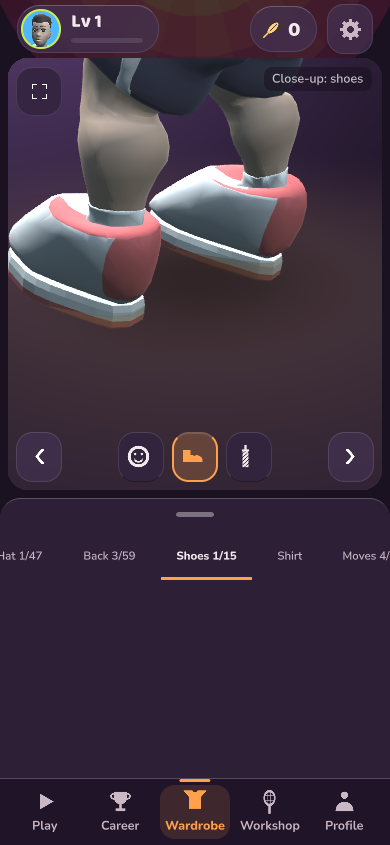 Lv 1
0
Close-up: shoes
Hat 1/47
Back 3/59
Shoes 1/15
Shirt
Moves 4/
Play
Career
Wardrobe
Workshop
Profile